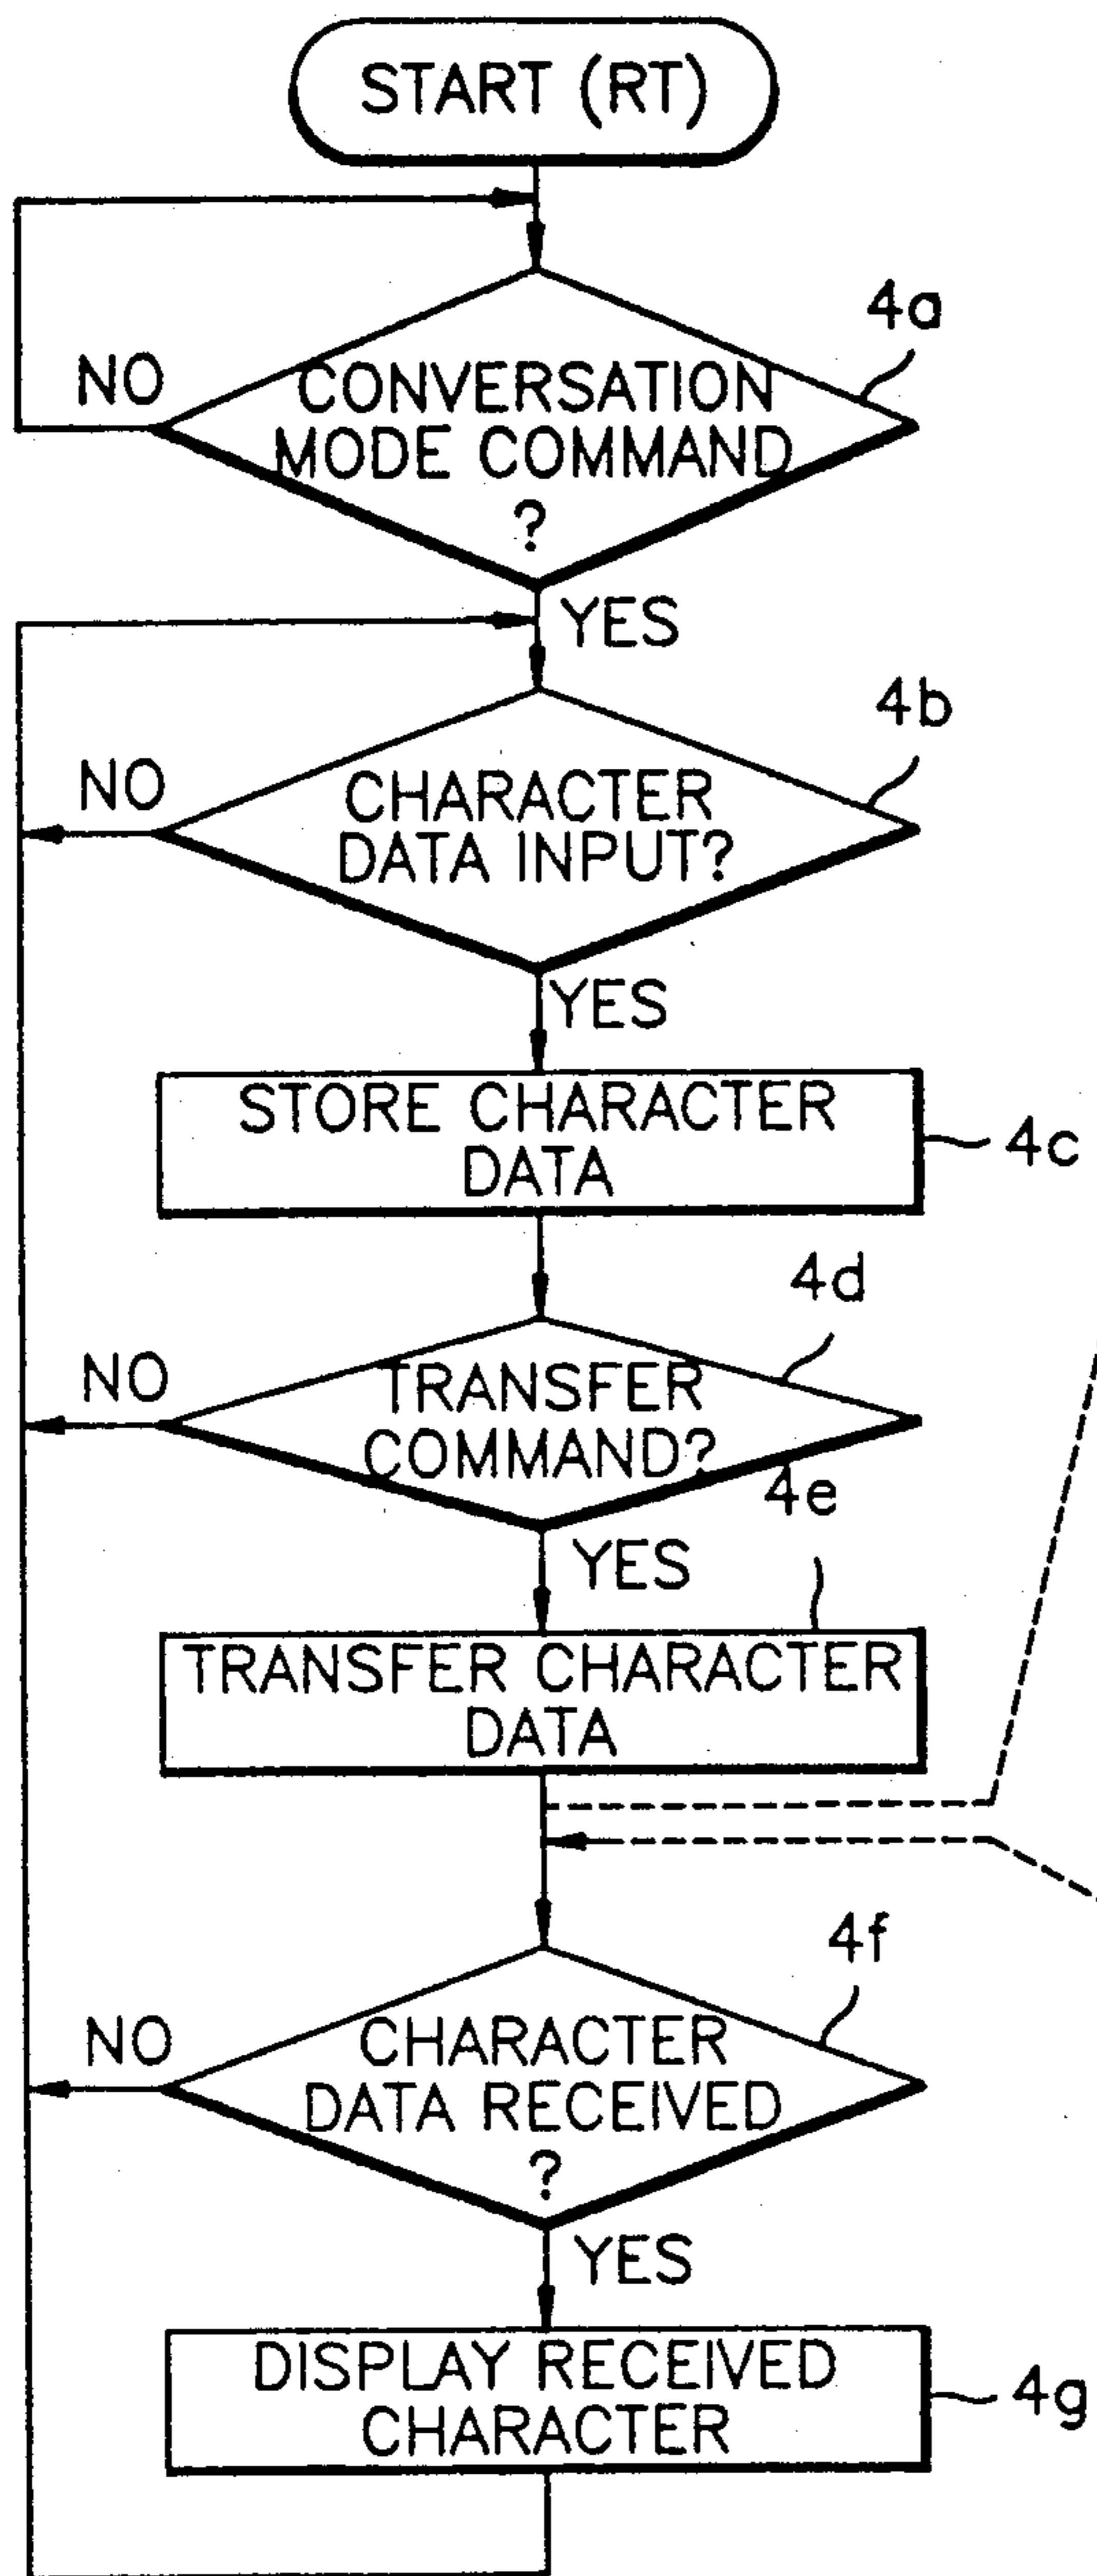 START (RT)
4a
NO
CONVERSATION
MODE COMMAND
?
YES
4b
NO
CHARACTER
DATA INPUT?
YES
STORE CHARACTER
DATA
4c
4d
NO
TRANSFER
COMMAND?
4e
YES
TRANSFER CHARACTER
DATA
4f
NO
CHARACTER
DATA RECEIVED
?
YES
DISPLAY RECEIVED
CHARACTER
4g